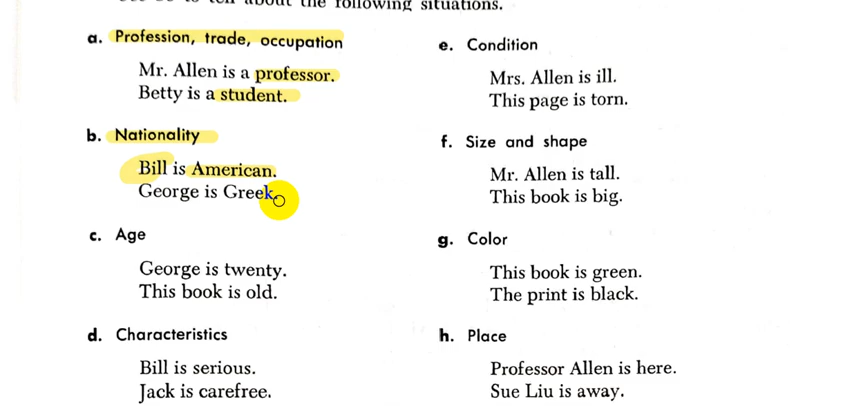 the following situations.
a. Profession, trade, occupation
Mr. Allen is a professor.
Betty is a student.
b. Nationality
Bill is American.
George is Greek.
c. Age
George is twenty.
This book is old.
d. Characteristics
Bill is serious.
Jack is carefree.
e. Condition
Mrs. Allen is ill.
This page is torn.
f. Size and shape
Mr. Allen is tall.
This book is big.
g. Color
This book is green.
The print is black.
h. Place
Professor Allen is here.
Sue Liu is away.